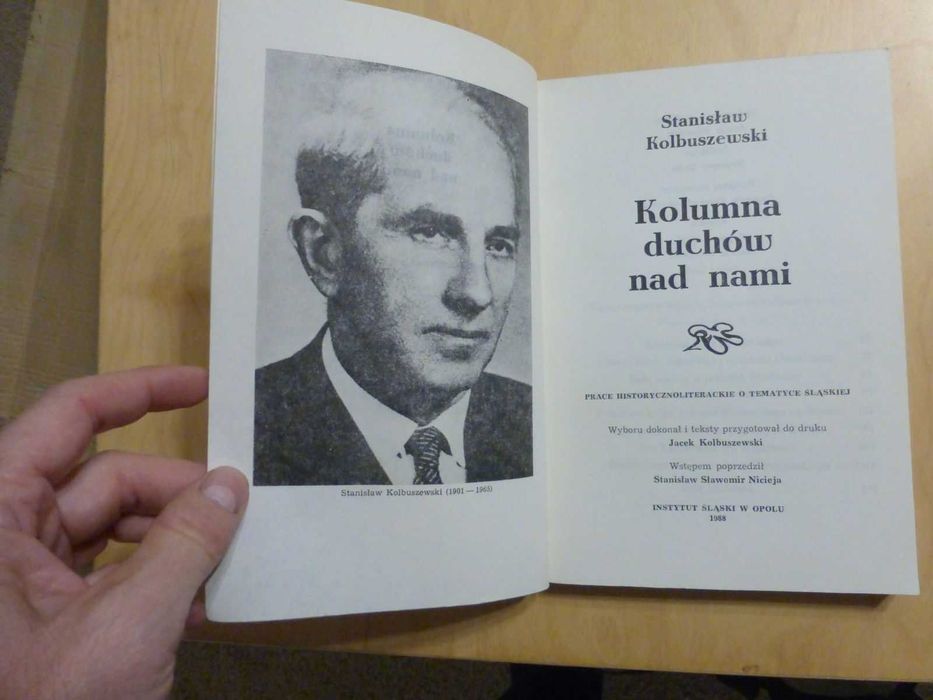 Stanisław Kolbuszewski (1901 — 1965)
Stanisław
Kolbuszewski
Kolumna
duchów
nad nami
PRACE HISTORYCZNOLITERACKIE O TEMATYCE ŚLĄSKIEJ
Wyboru dokonał i teksty przygotował do druku
Jacek Kolbuszewski
Wstępem poprzedził
Stanisław Sławomir Nicieja
INSTYTUT ŚLĄSKI W OPOLU
1988